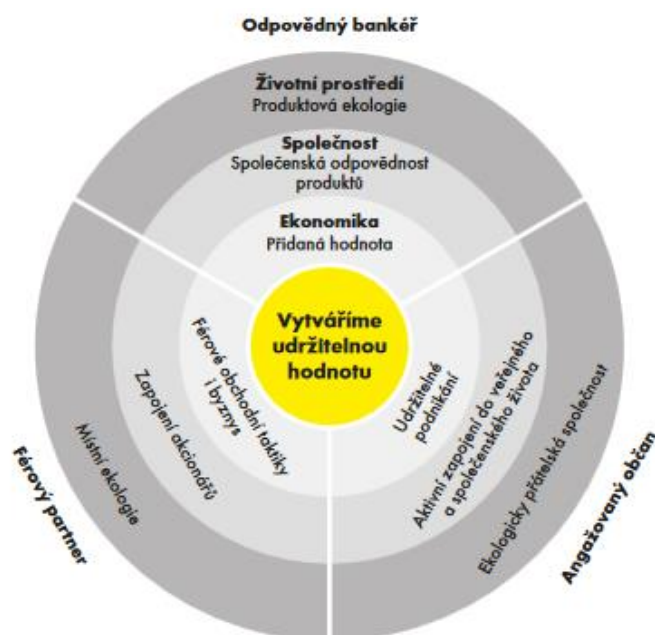 Odpovědný bankéř
Životní prostředí
Produktová ekologie
Společnost
Společenská odpovědnost
produktů
Ekonomika
Přidaná hodnota
Vytváříme
udržitelnou
hodnotu
Férové obchodní taktiky
i byznys
Zapojení akcionářů
Místní ekologie
Férový partner
Udržitelné
podnikání
Aktivní zapojení do veřejného
a společenského života
Ekologicky přátelská společnost
Angažovaný občan